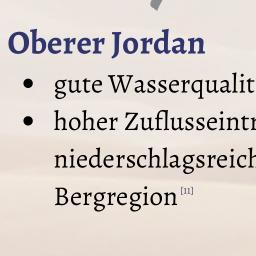 Oberer Jordan
• gute Wasserqualit
• hoher Zuflusseintr
niederschlagsreich
Bergregion [11]